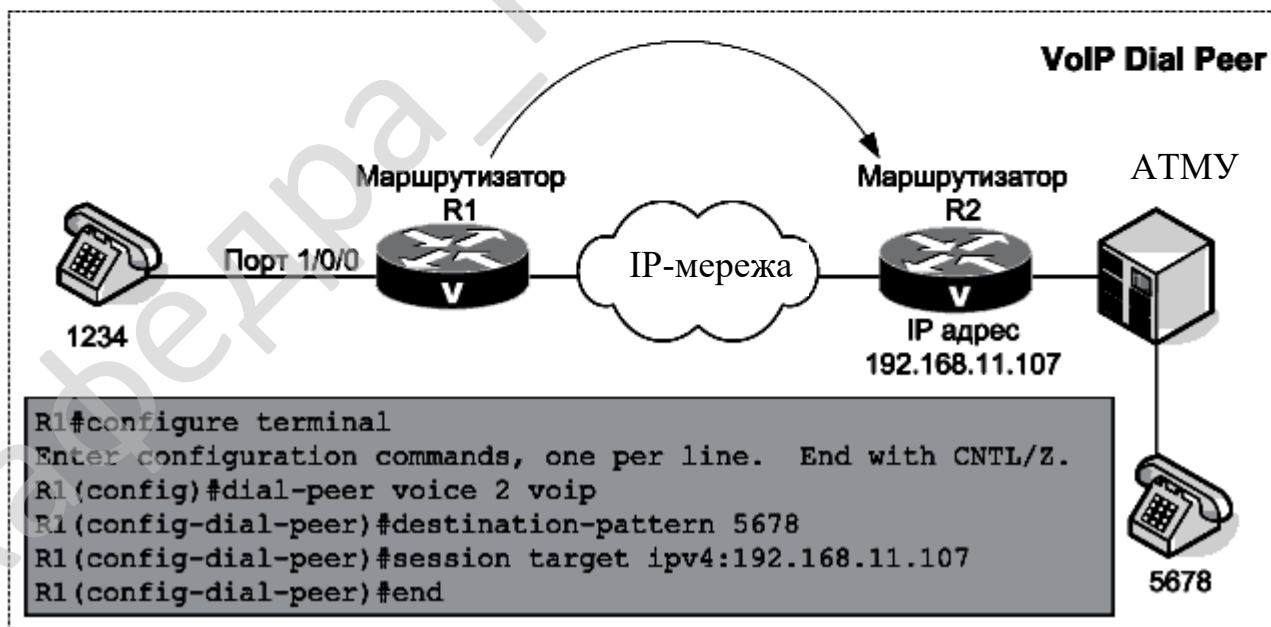 VoIP Dial Peer
Маршрутизатор
R1
Маршрутизатор
R2
АТМУ
Порт 1/0/0
V
IP-мережа
V
1234
IP адрес
192.168.11.107
R1#configure terminal
Enter configuration commands, one per line.  End with CNTL/Z.
R1(config)#dial-peer voice 2 voip
R1(config-dial-peer)#destination-pattern 5678
R1(config-dial-peer)#session target ipv4:192.168.11.107
R1(config-dial-peer)#end
5678